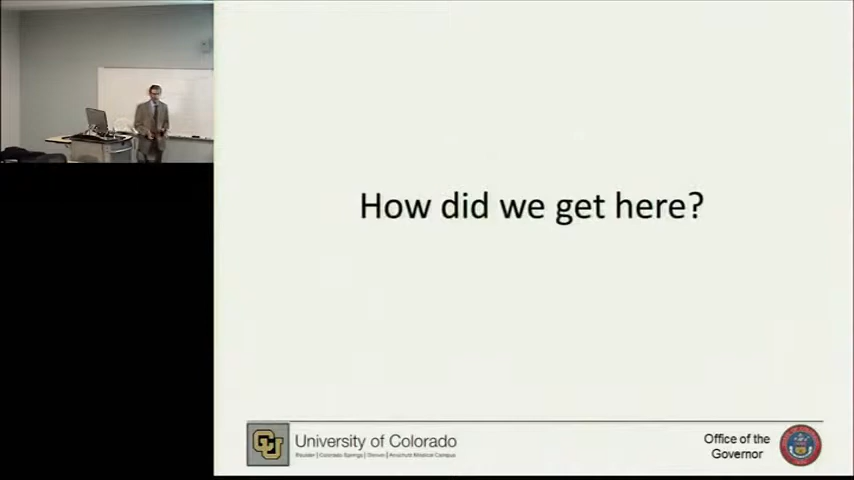 How did we get here?
University of Colorado
Boulder | Colorado Springs | Denver | Anschutz Medical Campus
Office of the
Governor
CU